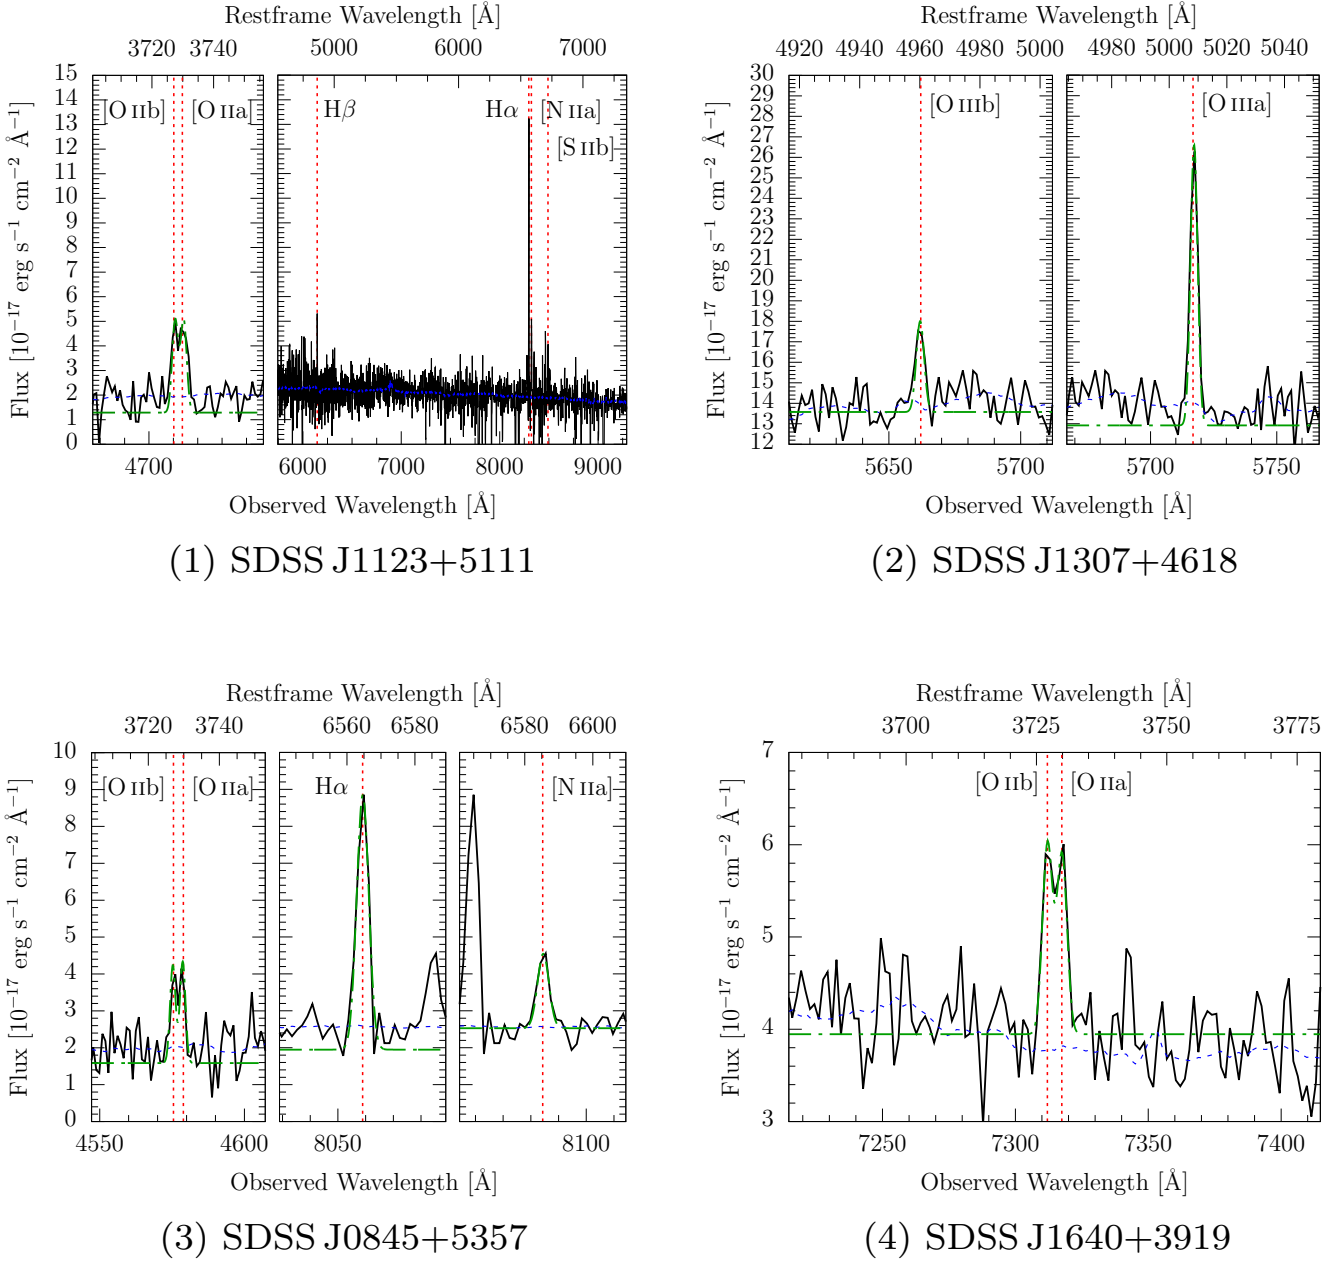 Restframe Wavelength [Å]
3720 3740 5000 6000 7000
15
14
13
12
11
10
9
8
7
6
5
4
3
2
1
0
Flux [10⁻¹⁷ erg s⁻¹ cm⁻² Å⁻¹]
[O IIb] [O IIa] Hβ Hα [N IIa]
[S IIb]
4700 6000 7000 8000 9000
Observed Wavelength [Å]
(1) SDSS J1123+5111
Restframe Wavelength [Å]
4920 4940 4960 4980 5000 4980 5000 5020 5040
30
29
28
27
26
25
24
23
22
21
20
19
18
17
16
15
14
13
12
Flux [10⁻¹⁷ erg s⁻¹ cm⁻² Å⁻¹]
[O IIIb] [O IIIa]
5650 5700 5700 5750
Observed Wavelength [Å]
(2) SDSS J1307+4618
Restframe Wavelength [Å]
3720 3740 6560 6580 6580 6600
10
9
8
7
6
5
4
3
2
1
0
Flux [10⁻¹⁷ erg s⁻¹ cm⁻² Å⁻¹]
[O IIb] [O IIa] Hα [N IIa]
4550 4600 8050 8100
Observed Wavelength [Å]
(3) SDSS J0845+5357
Restframe Wavelength [Å]
3700 3725 3750 3775
7
6
5
4
3
Flux [10⁻¹⁷ erg s⁻¹ cm⁻² Å⁻¹]
[O IIb] [O IIa]
7250 7300 7350 7400
Observed Wavelength [Å]
(4) SDSS J1640+3919